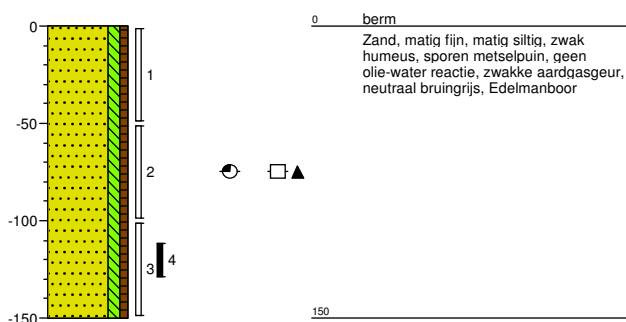 0
-50
-100
-150
1
2
3
4
0 berm
Zand, matig fijn, matig siltig, zwak
humeus, sporen metselpuin, geen
olie-water reactie, zwakke aardgasgeur,
neutraal bruingrijs, Edelmanboor
150